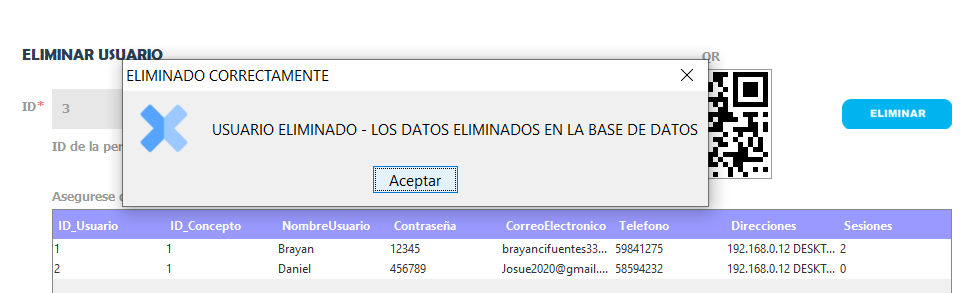 ELIMINAR USUARIO
QR
ELIMINADO CORRECTAMENTE
ID* 3
ELIMINAR
USUARIO ELIMINADO - LOS DATOS ELIMINADOS EN LA BASE DE DATOS
ID de la per
Aceptar
Asegurese
ID_Usuario ID_Concepto NombreUsuario Contraseña CorreoElectronico Telefono Direcciones Sesiones
1 1 Brayan 12345 brayancifuentes33... 59841275 192.168.0.12 DESKT... 2
2 1 Daniel 456789 Josue2020@gmail.... 58594232 192.168.0.12 DESKT... 0